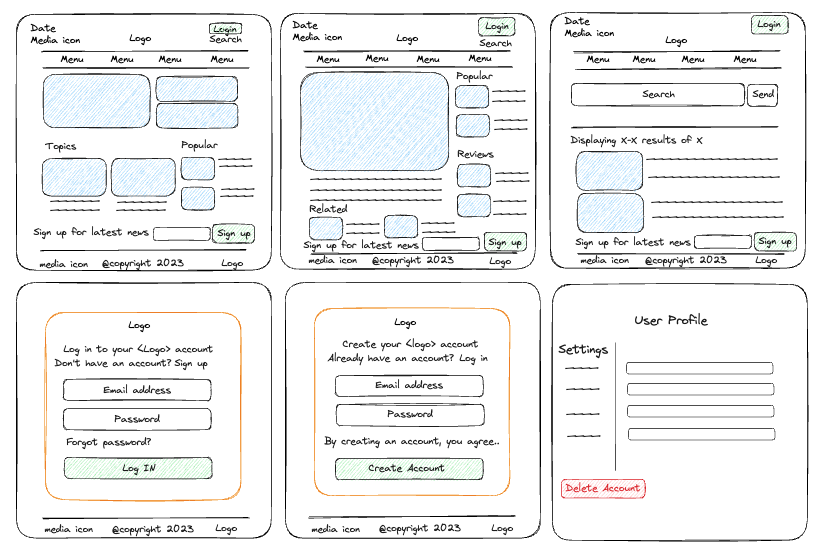 Date
Login
Media icon
Logo
Search
Menu Menu Menu Menu
Topics
Popular
Sign up for latest news
Sign up
media icon @copyright 2023 Logo
Date
Login
Media icon
Logo
Search
Menu Menu Menu Menu
Popular
Reviews
Related
Sign up for latest news
Sign up
media icon @copyright 2023 Logo
Date
Login
Media icon
Logo
Menu Menu Menu Menu
Search
Send
Displaying x-x results of x
Sign up for latest news
Sign up
media icon @copyright 2023 Logo
Logo
Log in to your <Logo> account
Don't have an account? Sign up
Email address
Password
Forgot password?
Log IN
media icon @copyright 2023 Logo
Logo
Create your <logo> account
Already have an account? Log in
Email address
Password
By creating an account, you agree..
Create Account
media icon @copyright 2023 Logo
User Profile
Settings
Delete Account